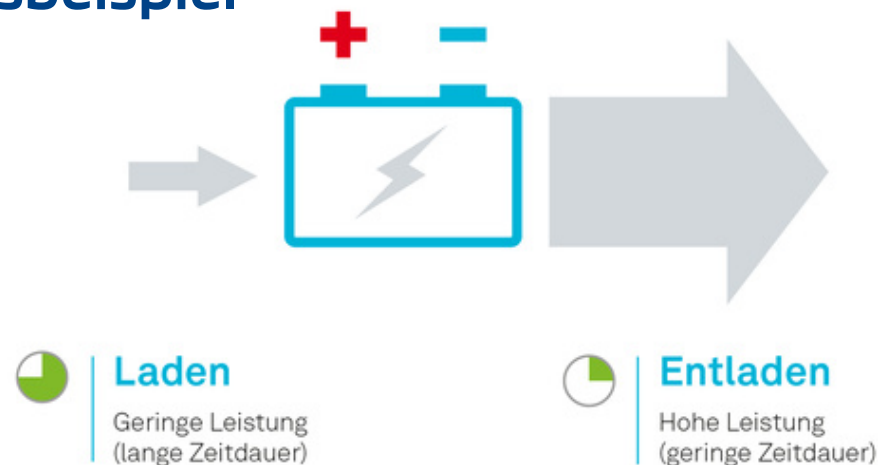 Laden
Geringe Leistung
(lange Zeitdauer)
Entladen
Hohe Leistung
(geringe Zeitdauer)